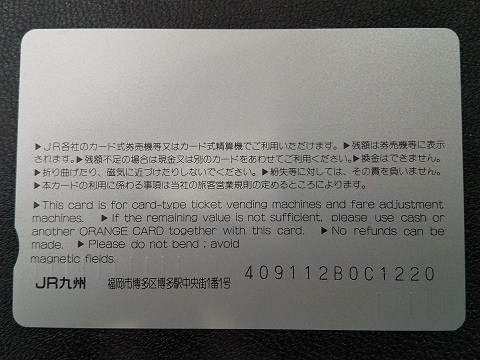 ▶JR各社のカード式券売機等又はカード式精算機でご利用いただけます。▶残額は券売機等に表示
されます。▶残額不足の場合は現金又は別のカードをあわせてご利用ください。▶換金はできません。
▶折り曲げたり、磁気に近づけたりしないでください。▶紛失等に対しては、その責を負いません。
▶本カードの利用に係わる事項は当社の旅客営業規則の定めるところによります。
▶This card is for card-type ticket vending machines and fare adjustment
machines. ▶If the remaining value is not sufficient, please use cash or
another ORANGE CARD together with this card. ▶No refunds can be
made. ▶Please do not bend; avoid
magnetic fields.
JR九州 福岡市博多区博多駅中央街1番1号 409112B0C1220